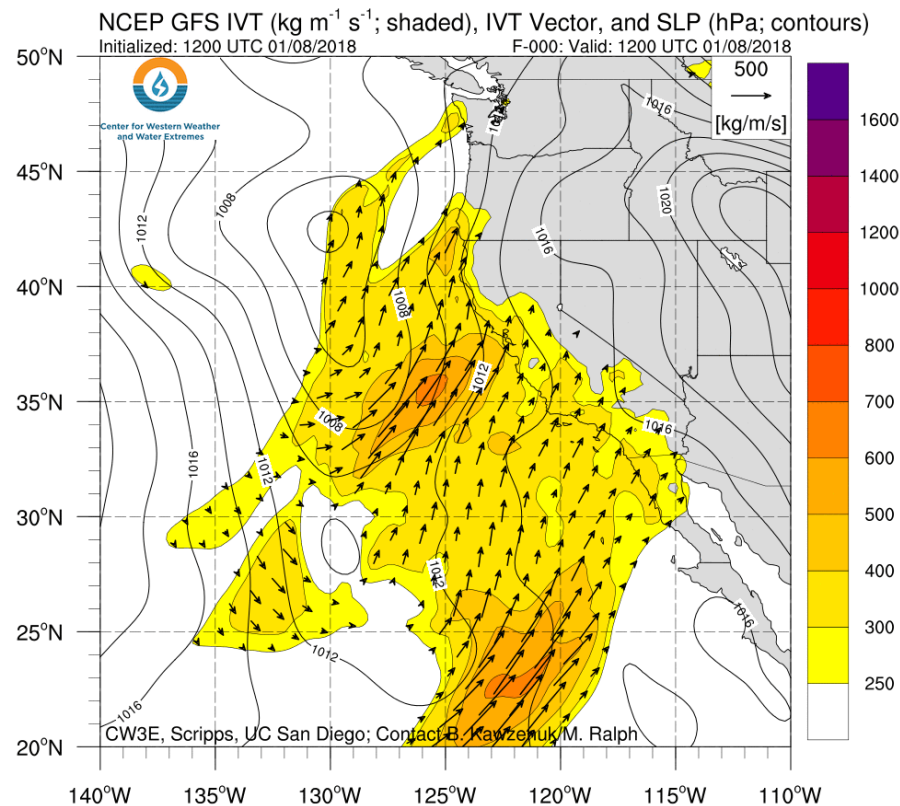 NCEP GFS IVT (kg m⁻¹ s⁻¹; shaded), IVT Vector, and SLP (hPa; contours)
Initialized: 1200 UTC 01/08/2018 F-000: Valid: 1200 UTC 01/08/2018
50°N
45°N
40°N
35°N
30°N
25°N
20°N
Center for Western Weather
and Water Extremes
500
[kg/m/s]
1016
1008
1012
1020
1016
1008
1012
1008
1016
1016
1012
1012
1016
1012
1016
CW3E, Scripps, UC San Diego; Contact B. Kawzenuk/M. Ralph
140°W
135°W
130°W
125°W
120°W
115°W
110°W
1600
1400
1200
1000
800
700
600
500
400
300
250